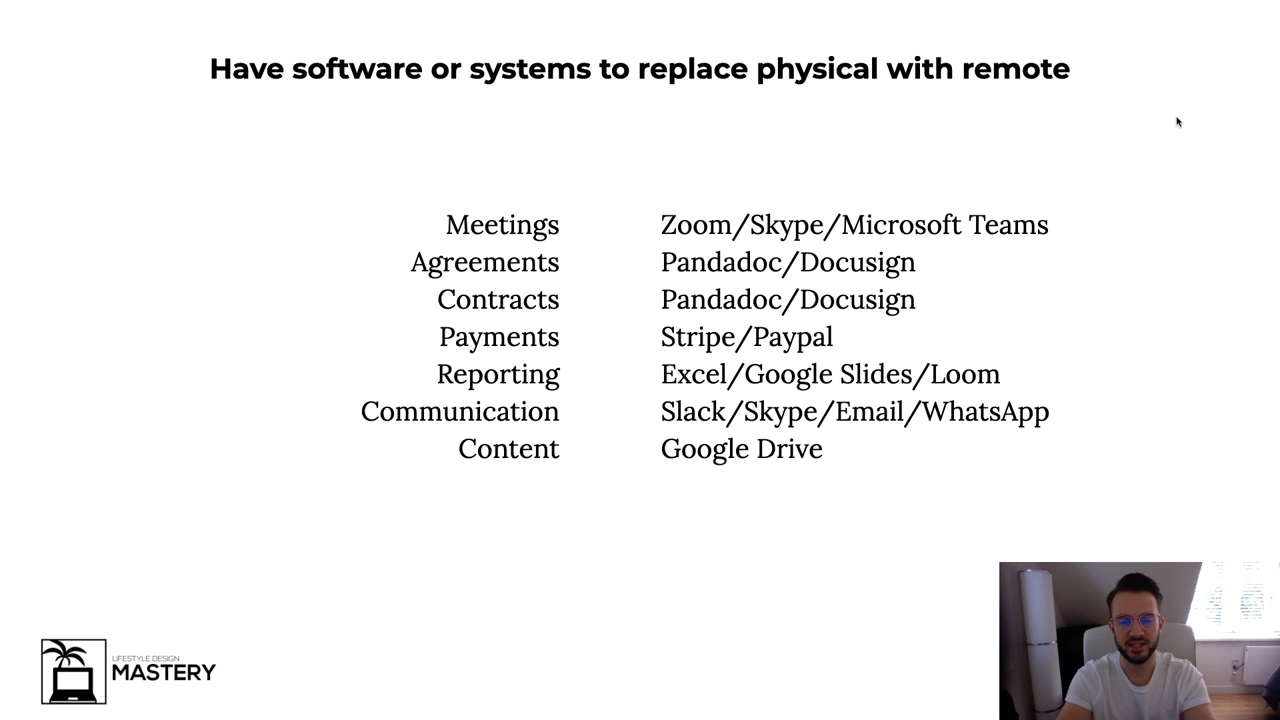 Have software or systems to replace physical with remote
Meetings Zoom/Skype/Microsoft Teams
Agreements Pandadoc/Docusign
Contracts Pandadoc/Docusign
Payments Stripe/Paypal
Reporting Excel/Google Slides/Loom
Communication Slack/Skype/Email/WhatsApp
Content Google Drive
LIFESTYLE DESIGN
MASTERY